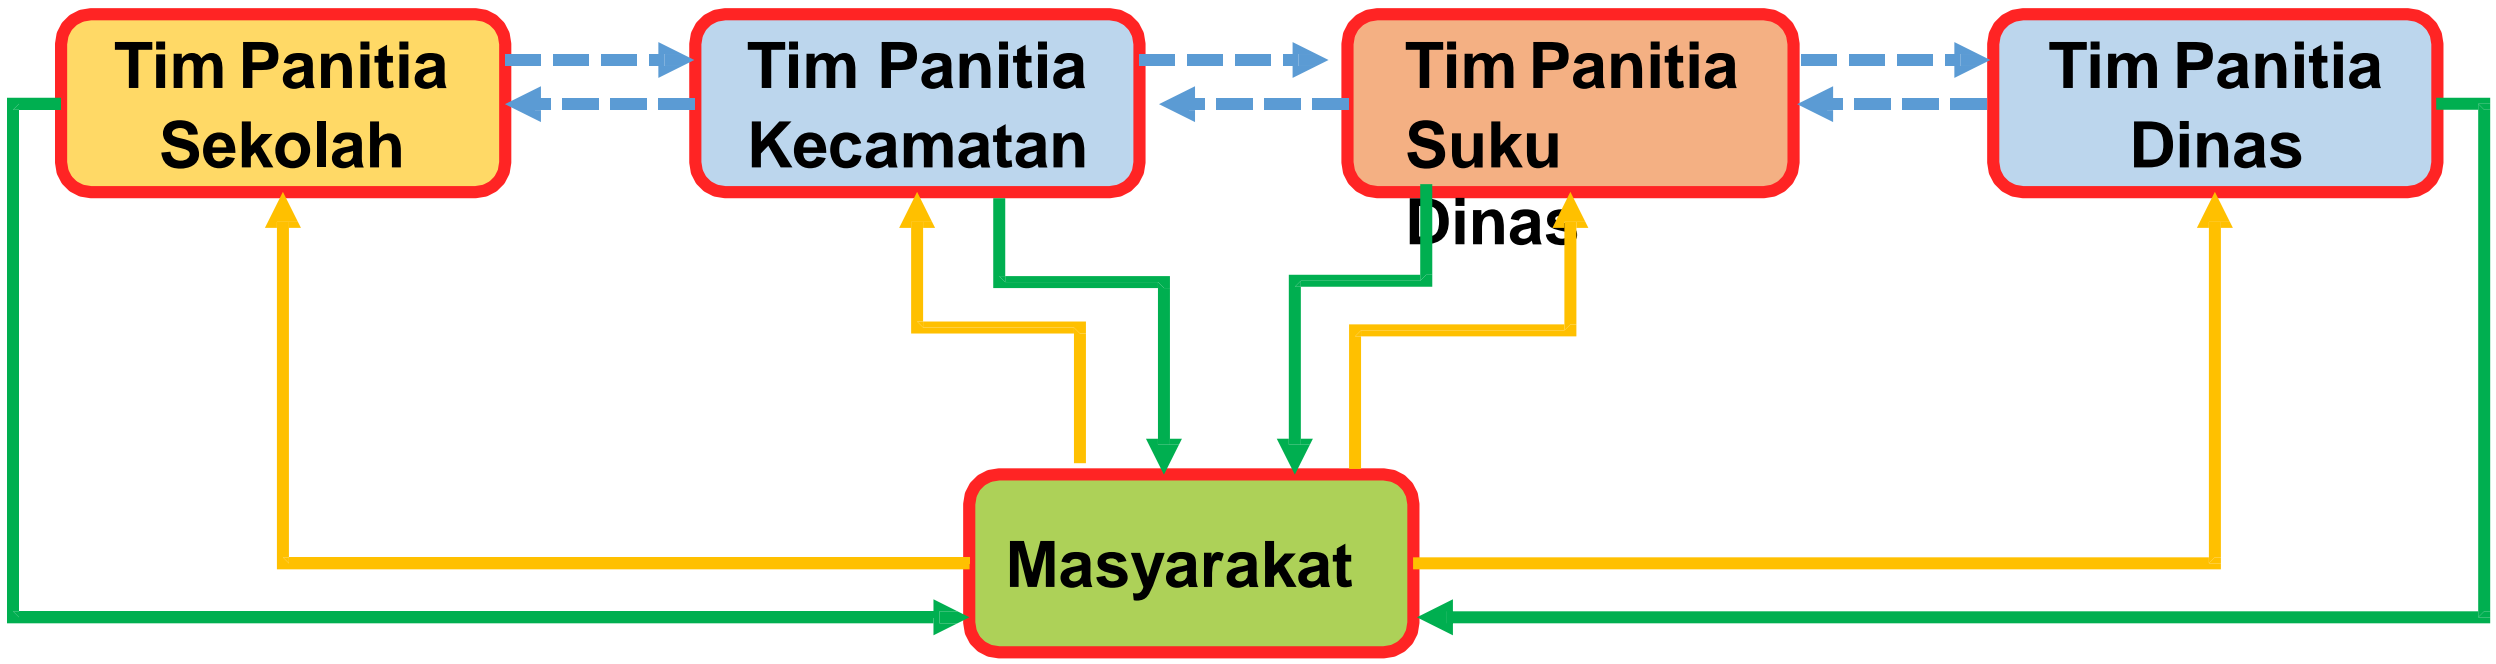 Tim Panitia
Sekolah
Tim Panitia
Kecamatan
Tim Panitia
Suku
Dinas
Tim Panitia
Dinas
Masyarakat